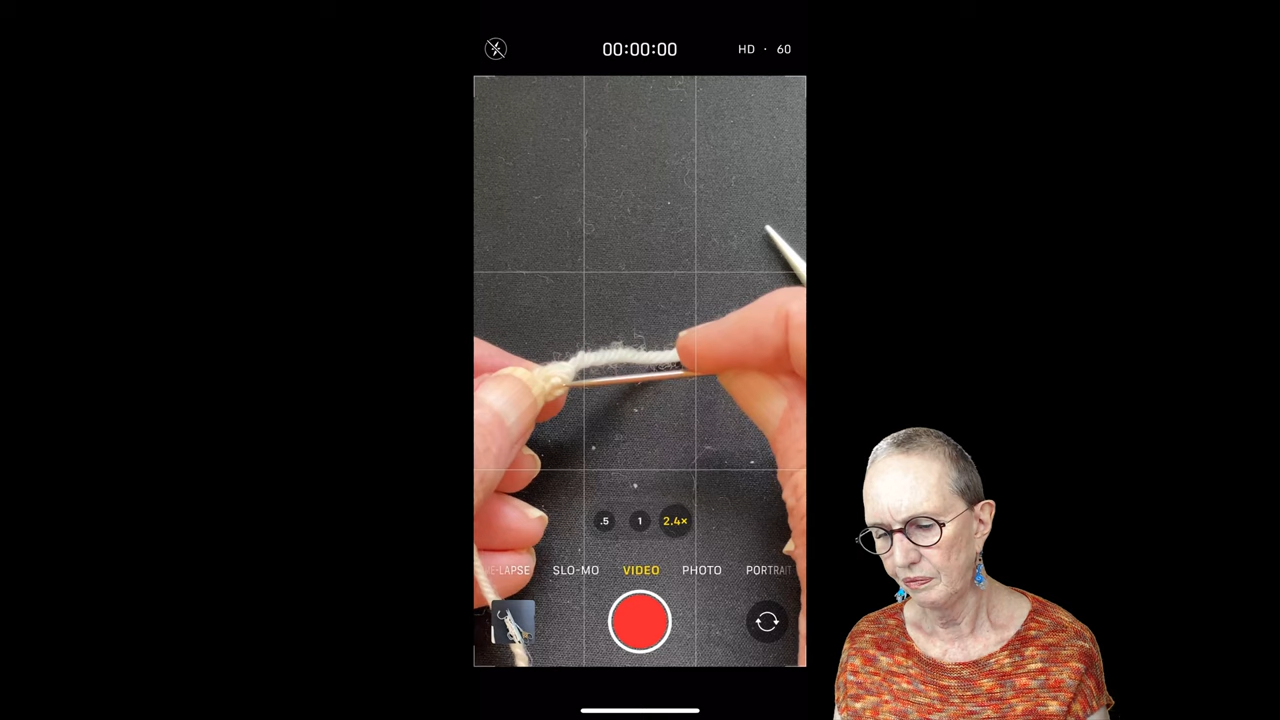 00:00:00 HD · 60
.5 1 2.4×
E-LAPSE SLO-MO VIDEO PHOTO PORTRAIT